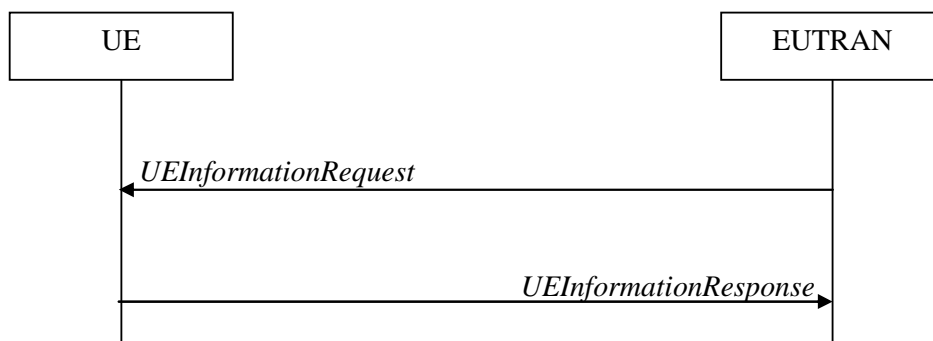 UE
EUTRAN
UEInformationRequest
UEInformationResponse